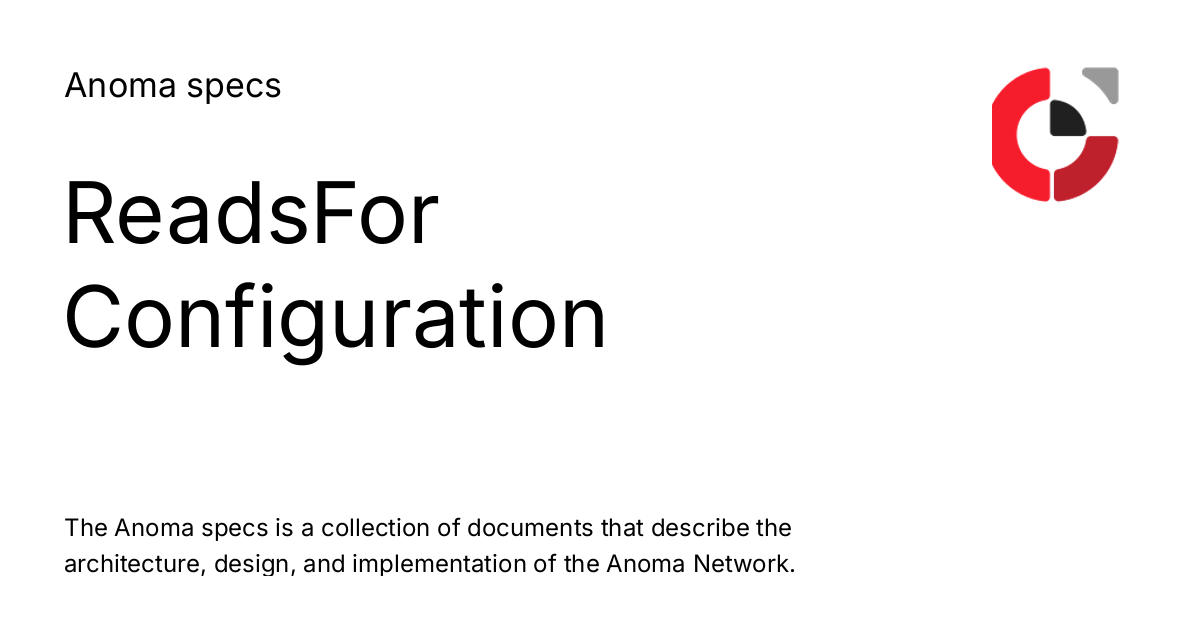 Anoma specs
ReadsFor
Configuration
The Anoma specs is a collection of documents that describe the
architecture, design, and implementation of the Anoma Network.